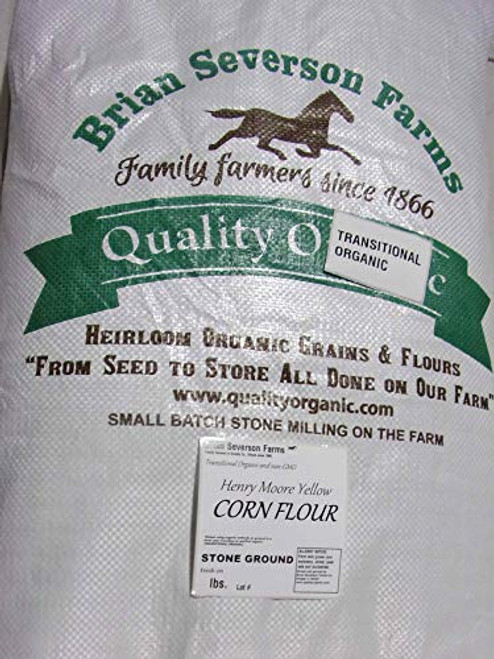 Brian Severson Farms
Family farmers since 1866
Quality O c
TRANSITIONAL
ORGANIC
HEIRLOOM ORGANIC GRAINS & FLOURS
"FROM SEED TO STORE ALL DONE ON OUR FARM"
www.qualityorganic.com
SMALL BATCH STONE MILLING ON THE FARM
Brian Severson Farms
Transitional Organic and non-GMO
Henry Moore Yellow
CORN FLOUR
STONE GROUND
lbs. Lot #